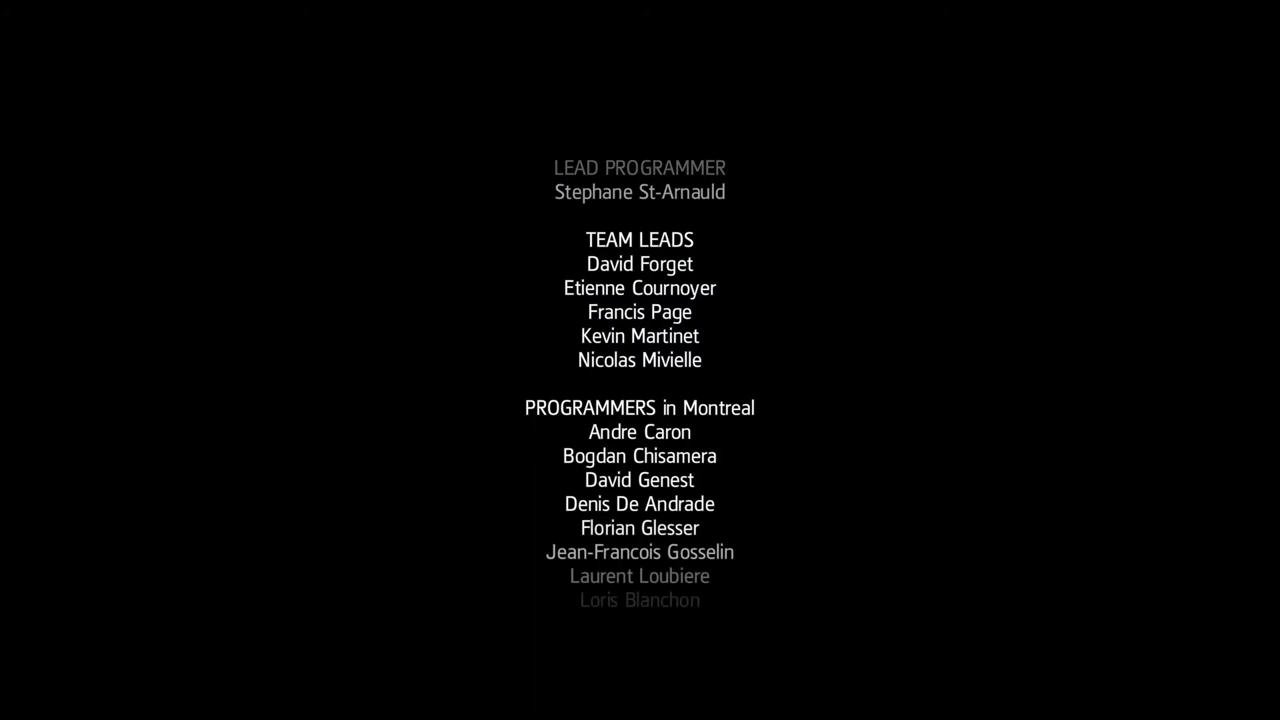 LEAD PROGRAMMER
Stephane St-Arnauld
TEAM LEADS
David Forget
Etienne Cournoyer
Francis Page
Kevin Martinet
Nicolas Mivielle
PROGRAMMERS in Montreal
Andre Caron
Bogdan Chisamera
David Genest
Denis De Andrade
Florian Glesser
Jean-Francois Gosselin
Laurent Loubiere
Loris Blanchon